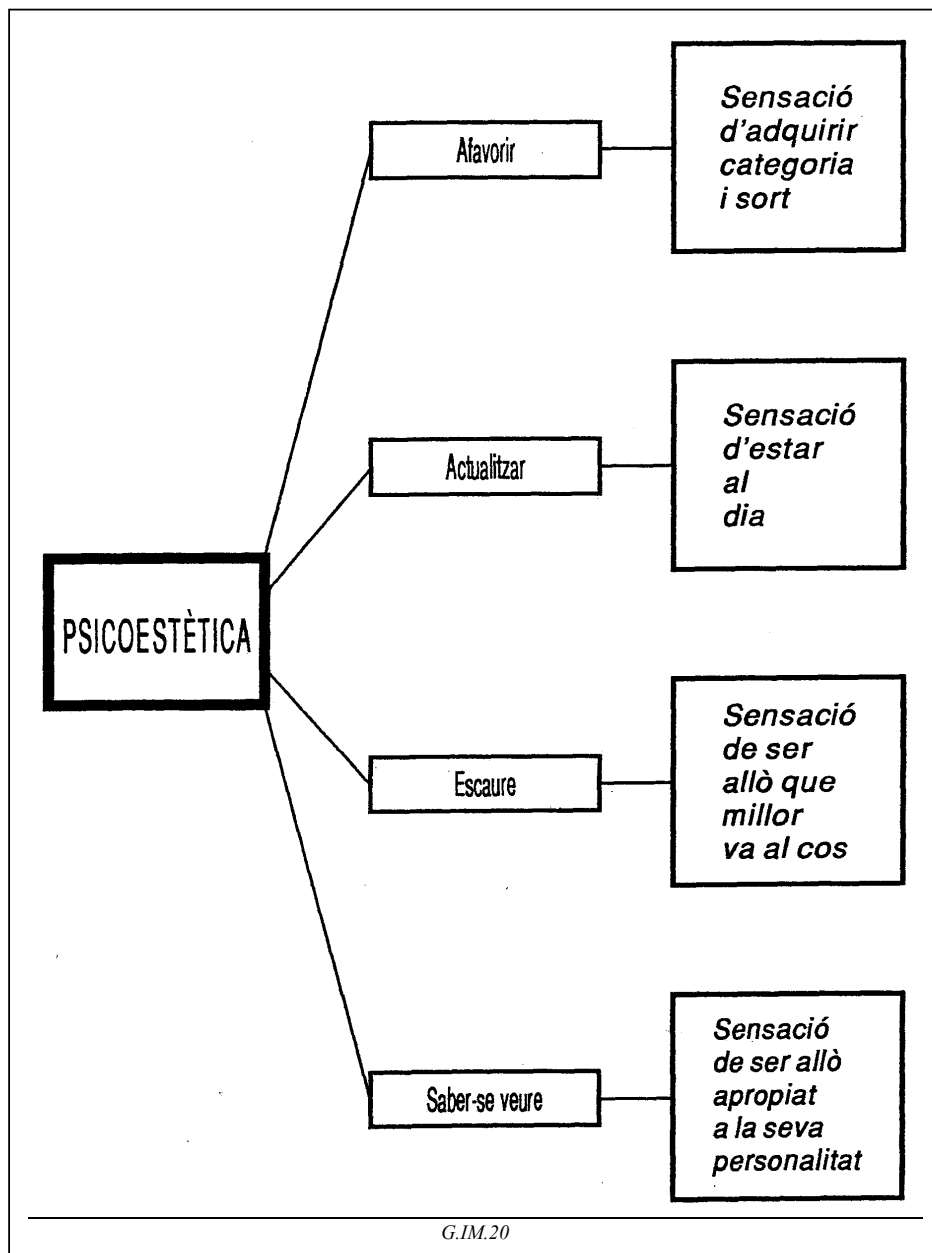 Sensació
d'adquirir
categoria
i sort
Afavorir
Sensació
d'estar
al
dia
Actualitzar
PSICOESTÈTICA
Sensació
de ser
allò que
millor
va al cos
Escaure
Sensació
de ser allò
apropiat
a la seva
personalitat
Saber-se veure
G.IM.20